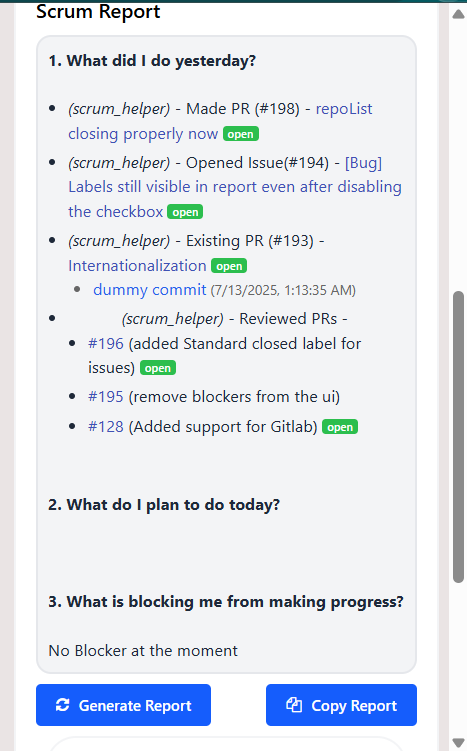 Scrum Report
1. What did I do yesterday?
(scrum_helper) - Made PR (#198) - repoList
closing properly now open
(scrum_helper) - Opened Issue(#194) - [Bug]
Labels still visible in report even after disabling
the checkbox open
(scrum_helper) - Existing PR (#193) -
Internationalization open
dummy commit (7/13/2025, 1:13:35 AM)
(scrum_helper) - Reviewed PRs -
#196 (added Standard closed label for
issues) open
#195 (remove blockers from the ui)
#128 (Added support for Gitlab) open
2. What do I plan to do today?
3. What is blocking me from making progress?
No Blocker at the moment
Generate Report
Copy Report